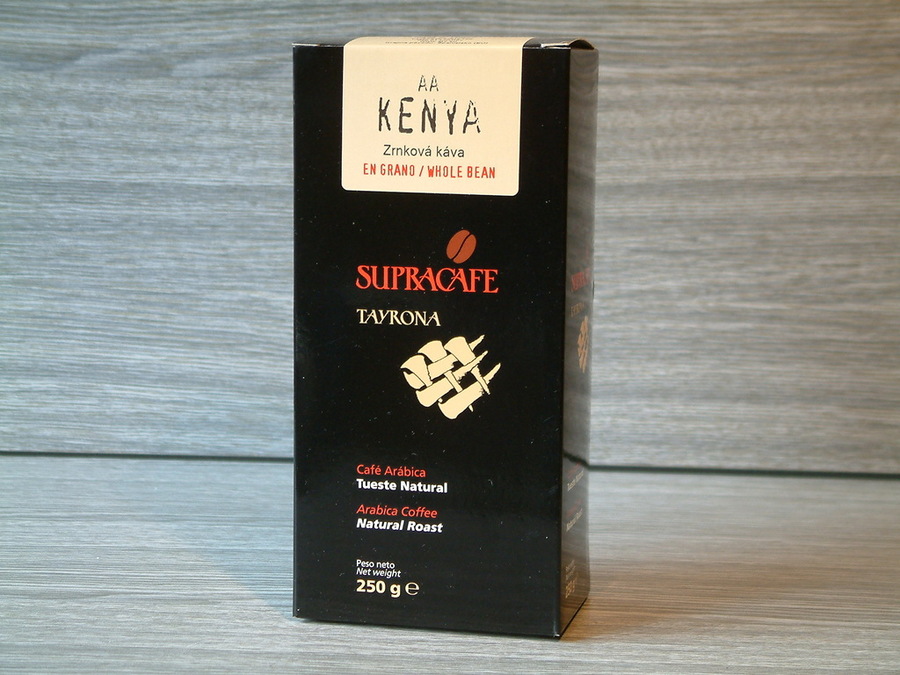 AA
KENYA
Zrnková káva
EN GRANO / WHOLE BEAN
SUPRACAFE
TAYRONA
Café Arábica
Tueste Natural
Arabica Coffee
Natural Roast
Peso neto
Net weight
250 g ℮